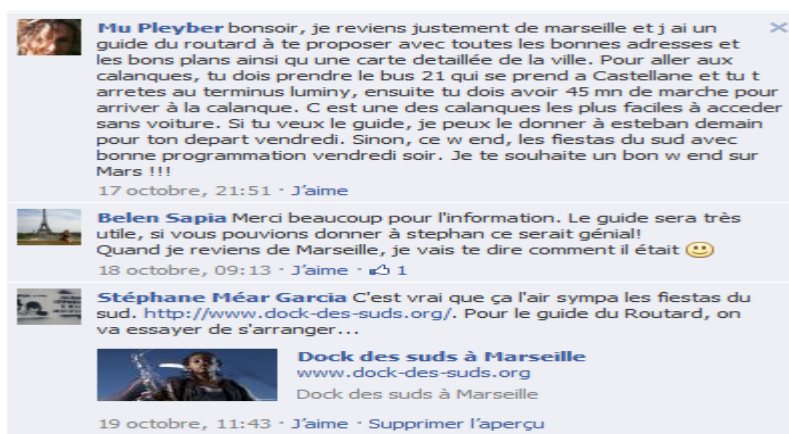 Mu Pleyber bonsoir, je reviens justement de marseille et j ai un
guide du routard à te proposer avec toutes les bonnes adresses et
les bons plans ainsi qu une carte detaillée de la ville. Pour aller aux
calanques, tu dois prendre le bus 21 qui se prend a Castellane et tu t
arretes au terminus luminy, ensuite tu dois avoir 45 mn de marche pour
arriver à la calanque. C est une des calanques les plus faciles à acceder
sans voiture. Si tu veux le guide, je peux le donner à esteban demain
pour ton depart vendredi. Sinon, ce w end, les fiestas du sud avec
bonne programmation vendredi soir. Je te souhaite un bon w end sur
Mars !!!
17 octobre, 21:51 · J'aime
Belen Sapia Merci beaucoup pour l'information. Le guide sera très
utile, si vous pouvions donner à stephan ce serait génial!
Quand je reviens de Marseille, je vais te dire comment il était
18 octobre, 09:13 · J'aime · 1
Stéphane Méar Garcia C'est vrai que ça l'air sympa les fiestas du
sud. http://www.dock-des-suds.org/. Pour le guide du Routard, on
va essayer de s'arranger...
Dock des suds à Marseille
www.dock-des-suds.org
Dock des suds à Marseille
19 octobre, 11:43 · J'aime · Supprimer l'aperçu